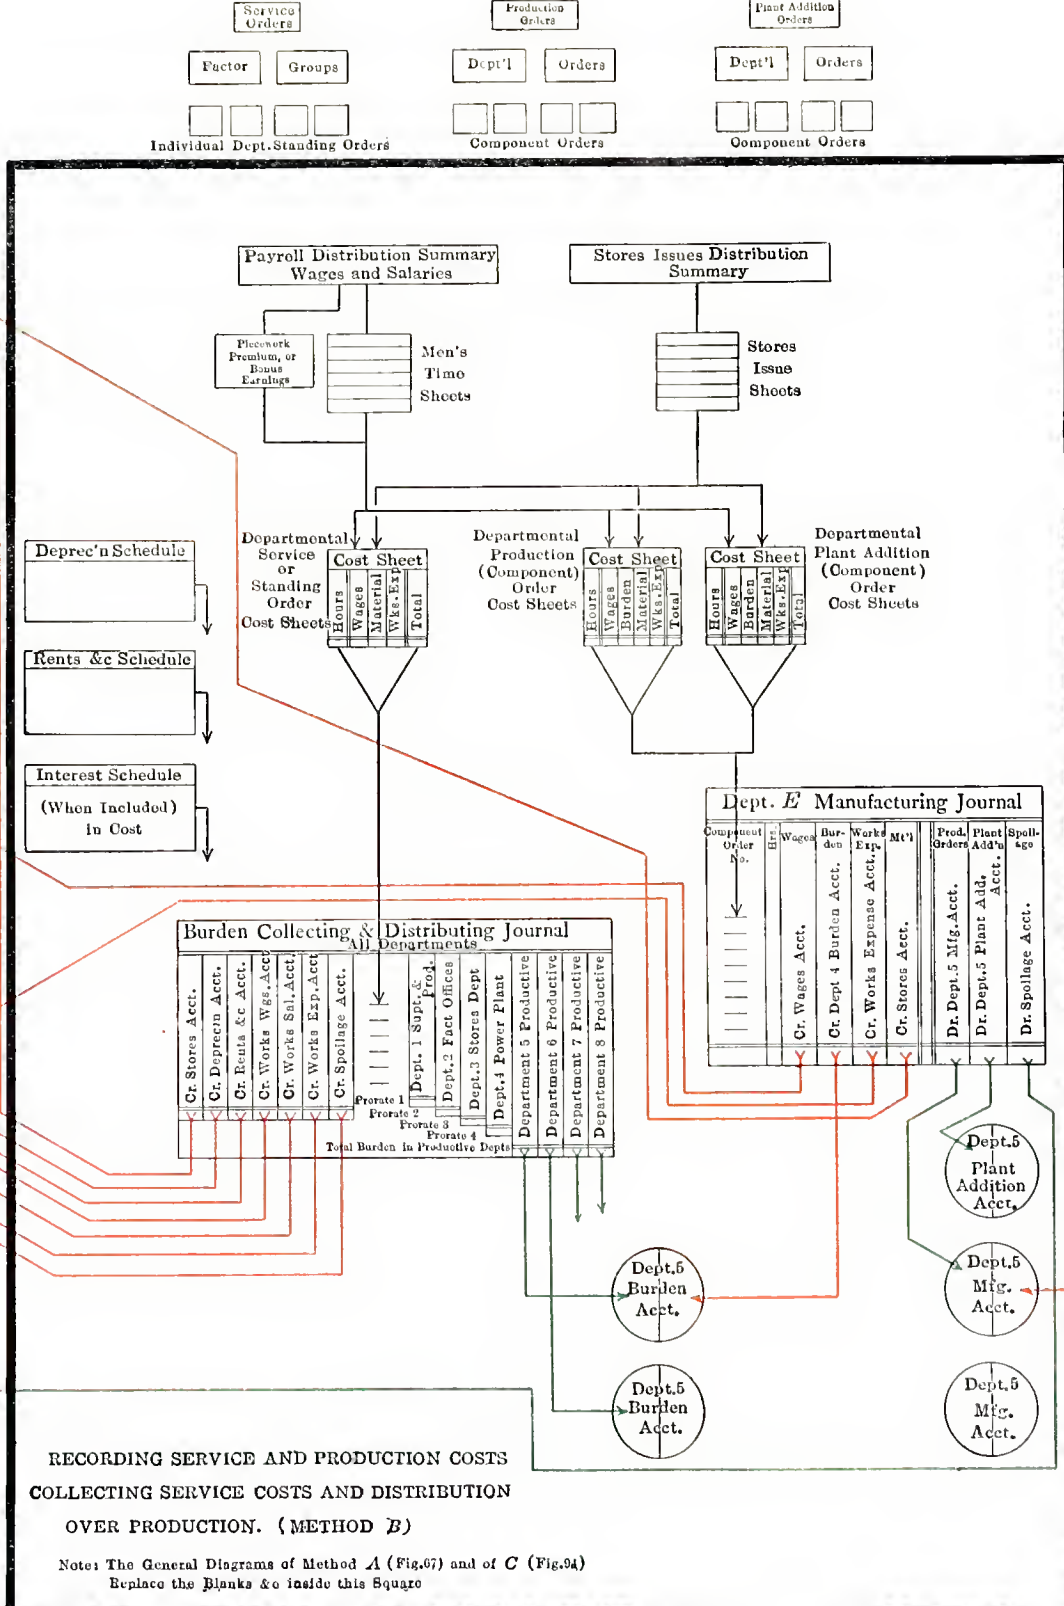 Service
Orders
Production
Orders
Plant Addition
Orders
Factor
Groups
Dept'l
Orders
Dept'l
Orders
Individual Dept.Standing Orders
Component Orders
Component Orders
Payroll Distribution Summary
Wages and Salaries
Stores Issues Distribution
Summary
Piecework
Premium, or
Bonus
Earnings
Men's
Time
Sheets
Stores
Issue
Sheets
Deprec'n Schedule
Rents &c Schedule
Interest Schedule
(When Included)
in Cost
Departmental
Service
or
Standing
Order
Cost Sheets
Cost Sheet
Hours
Wages
Material
Wks.Exp
Total
Departmental
Production
(Component)
Order
Cost Sheets
Cost Sheet
Hours
Wages
Burden
Material
Wks.Exp
Total
Cost Sheet
Hours
Wages
Burden
Material
Wks.Exp
Total
Departmental
Plant Addition
(Component)
Order
Cost Sheets
Dept. E Manufacturing Journal
Component
Order
No.
Hrs.
Wages
Bur-
den
Works
Exp.
Mt'l
Prod.
Orders
Plant
Add'n
Acct.
Spoil-
age
Cr. Wages Acct.
Cr. Dept 4 Burden Acct.
Cr. Works Expense Acct.
Cr. Stores Acct.
Dr. Dept.5 Mfg.Acct.
Dr. Dept.5 Plant Add.
Dr. Spoilage Acct.
Burden Collecting & Distributing Journal
All Departments
Cr. Stores Acct.
Cr. Deprecn Acct.
Cr. Rents &c Acct.
Cr. Works Wgs.Acct
Cr. Works Sal.Acct.
Cr. Works Exp.Acct
Cr. Spoilage Acct.
Dept. 1 Supt. &
Prod.
Dept.2 Fact Offices
Dept.3 Stores Dept
Dept.4 Power Plant
Department 5 Productive
Department 6 Productive
Department 7 Productive
Department 8 Productive
Prorate 1
Prorate 2
Prorate 3
Prorate 4
Total Burden in Productive Depts
Dept.5
Plant
Addition
Acct.
Dept.5
Burden
Acct.
Dept.5
Mfg.
Acct.
Dept.5
Burden
Acct.
Dept.5
Mfg.
Acct.
RECORDING SERVICE AND PRODUCTION COSTS
COLLECTING SERVICE COSTS AND DISTRIBUTION
OVER PRODUCTION. (METHOD B)
Note: The General Diagrams of Method A (Fig.67) and of C (Fig.94)
Replace the Blanks &c inside this Square